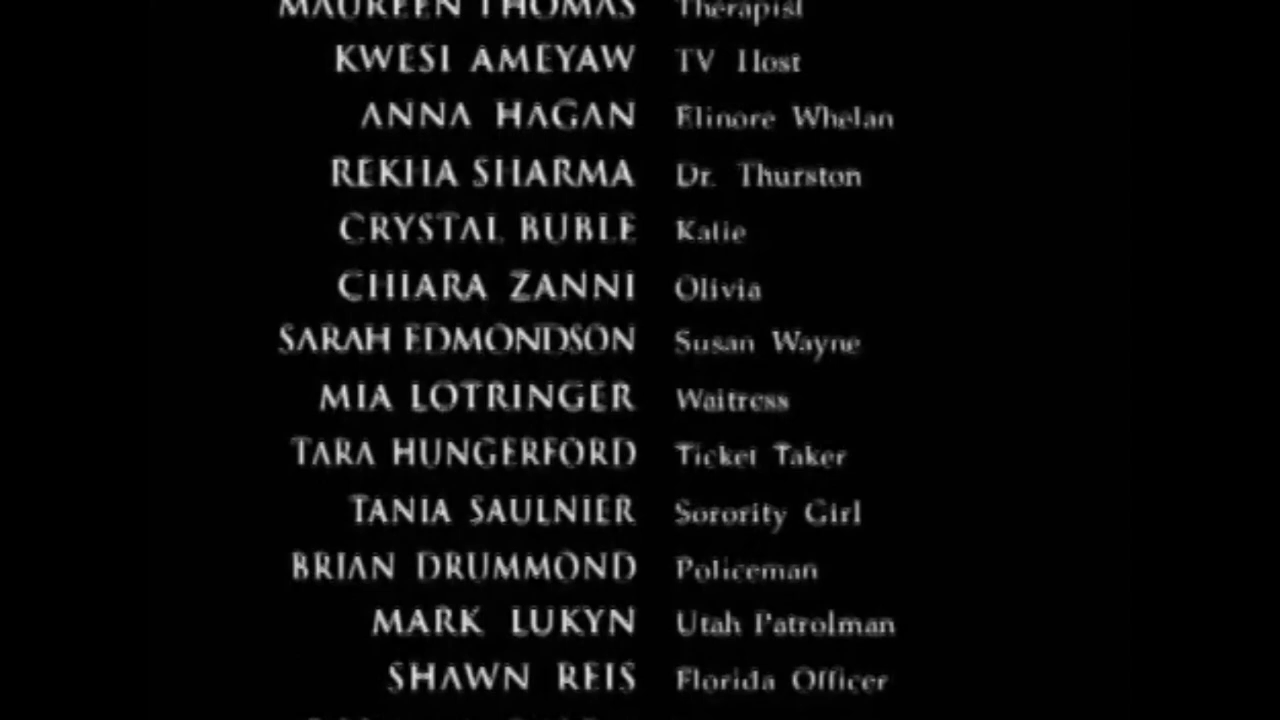 MAUREEN THOMAS Therapist
KWESI AMEYAW TV Host
ANNA HAGAN Elinore Whelan
REKHA SHARMA Dr. Thurston
CRYSTAL BUBLE Katie
CHIARA ZANNI Olivia
SARAH EDMONDSON Susan Wayne
MIA LOTRINGER Waitress
TARA HUNGERFORD Ticket Taker
TANIA SAULNIER Sorority Girl
BRIAN DRUMMOND Policeman
MARK LUKYN Utah Patrolman
SHAWN REIS Florida Officer